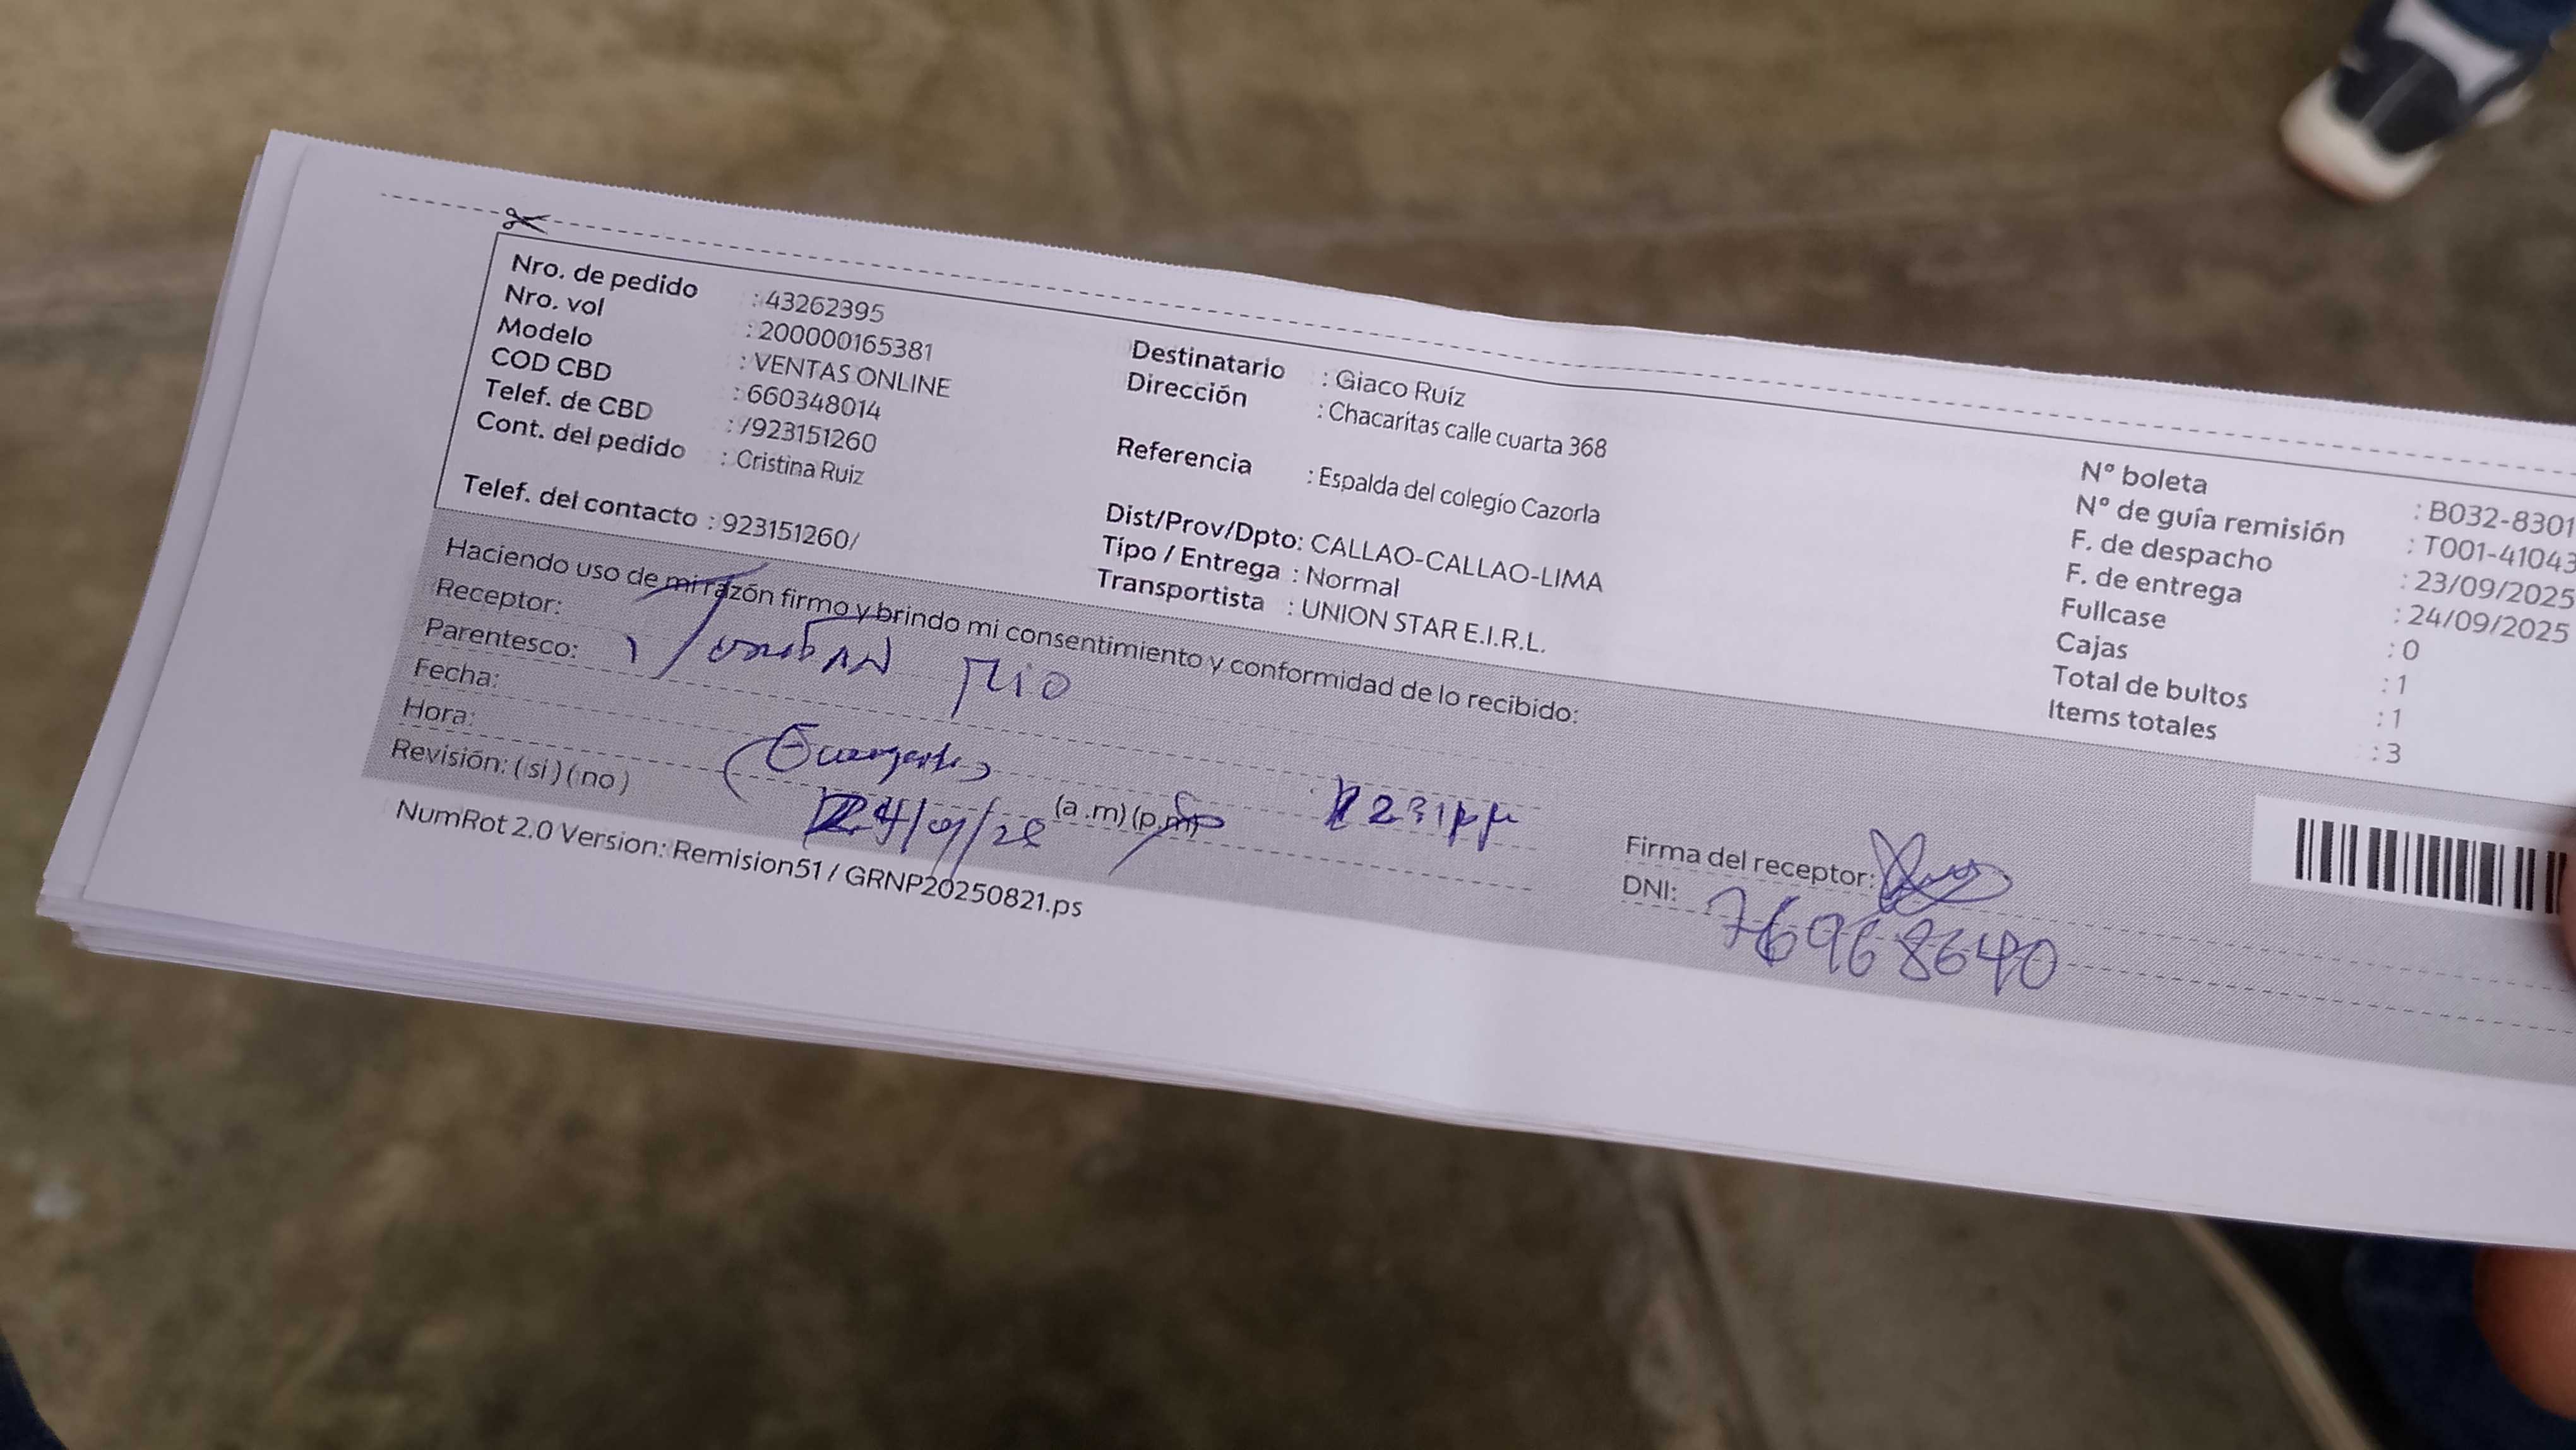 Nro. de pedido : 43262395
Nro. vol : 200000165381
Modelo : VENTAS ONLINE
COD CBD : 660348014
Telef. de CBD : /923151260
Cont. del pedido : Cristina Ruiz
Telef. del contacto : 923151260/
Destinatario : Giaco Ruíz
Dirección : Chacaritas calle cuarta 368
Referencia : Espalda del colegio Cazorla
Dist/Prov/Dpto: CALLAO-CALLAO-LIMA
Tipo / Entrega : Normal
Transportista : UNION STAR E.I.R.L.
N° boleta : B032-8301
N° de guía remisión : T001-41043
F. de despacho : 23/09/2025
F. de entrega : 24/09/2025
Fullcase : 0
Cajas : 1
Total de bultos : 1
Items totales : 3
Haciendo uso de mi razón firmo y brindo mi consentimiento y conformidad de lo recibido:
Receptor:
Parentesco:
Fecha:
Hora: (a.m) (p.m)
Revisión: ( si ) ( no )
Firma del receptor:
DNI: 76968640
NumRot 2.0 Version: Remision51 / GRNP20250821.ps